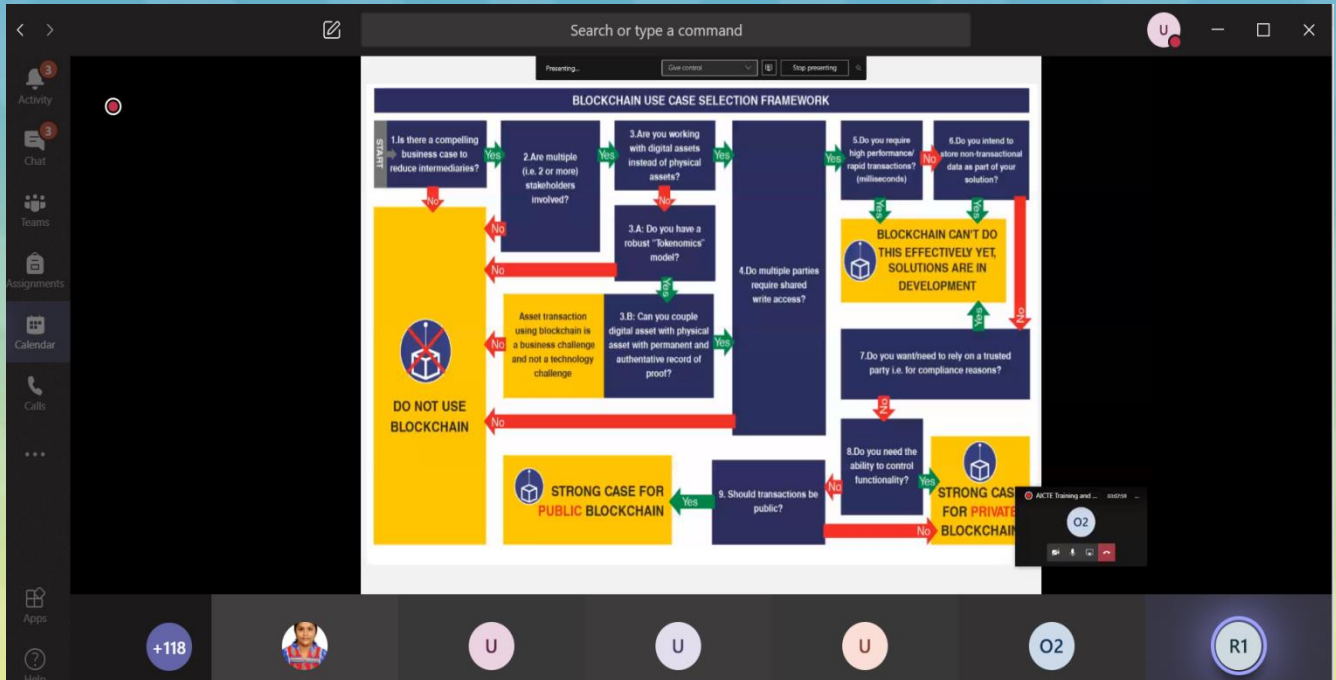 Search or type a command
U
3
Activity
3
Chat
Teams
Assignments
Calendar
Calls
Apps
Help
Presenting...
Give control
Stop presenting
BLOCKCHAIN USE CASE SELECTION FRAMEWORK
START
1.Is there a compelling
business case to
reduce intermediaries?
Yes
No
2.Are multiple
(i.e. 2 or more)
stakeholders
involved?
Yes
No
3.Are you working
with digital assets
instead of physical
assets?
Yes
No
3.A: Do you have a
robust "Tokenomics"
model?
No
Yes
Asset transaction
using blockchain is
a business challenge
and not a technology
challenge
No
3.B: Can you couple
digital asset with physical
asset with permanent and
authentative record of
proof?
Yes
4.Do multiple parties
require shared
write access?
Yes
No
5.Do you require
high performance/
rapid transactions?
(milliseconds)
No
Yes
6.Do you intend to
store non-transactional
data as part of your
solution?
Yes
No
BLOCKCHAIN CAN'T DO
THIS EFFECTIVELY YET,
SOLUTIONS ARE IN
DEVELOPMENT
Yes
7.Do you want/need to rely on a trusted
party i.e. for compliance reasons?
No
8.Do you need the
ability to control
functionality?
No
Yes
9. Should transactions be
public?
Yes
No
DO NOT USE
BLOCKCHAIN
STRONG CASE FOR
PUBLIC BLOCKCHAIN
STRONG CAS
FOR PRIVATE
BLOCKCHAIN
AICTE Training and ...
03:02:59
O2
+118
U
U
U
O2
R1